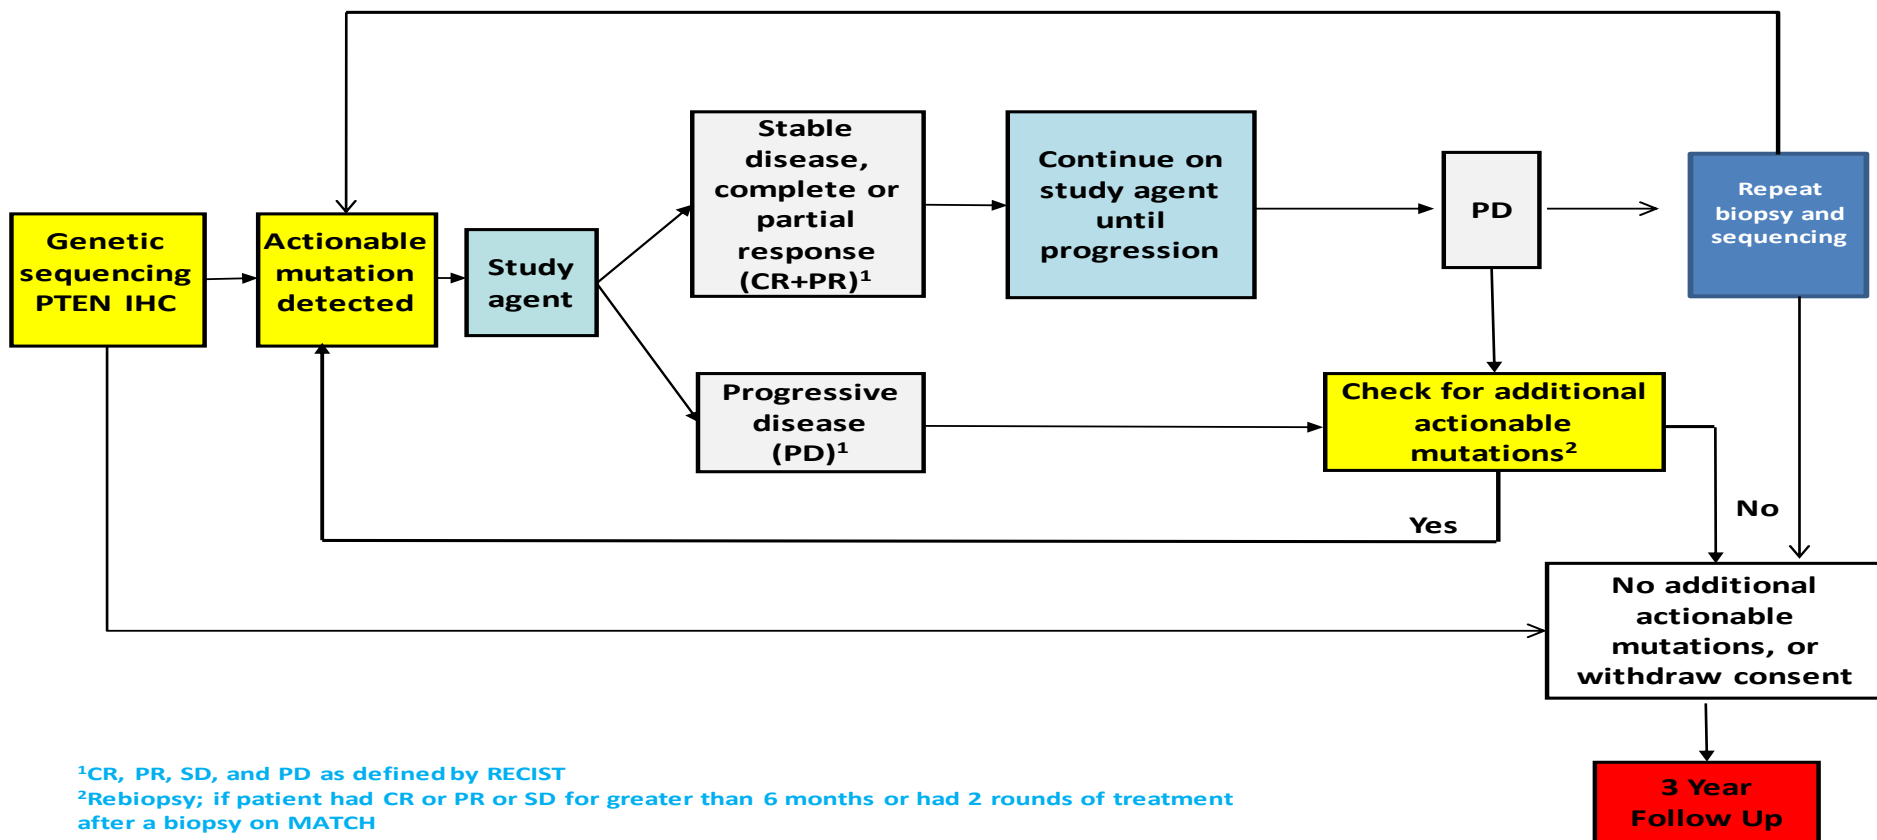 Genetic
sequencing
PTEN IHC
Actionable
mutation
detected
Study
agent
Stable
disease,
complete or
partial
response
(CR+PR)¹
Continue on
study agent
until
progression
PD
Repeat
biopsy and
sequencing
Progressive
disease
(PD)¹
Check for additional
actionable
mutations²
Yes
No
No additional
actionable
mutations, or
withdraw consent
3 Year
Follow Up
¹CR, PR, SD, and PD as defined by RECIST
²Rebiopsy; if patient had CR or PR or SD for greater than 6 months or had 2 rounds of treatment
after a biopsy on MATCH